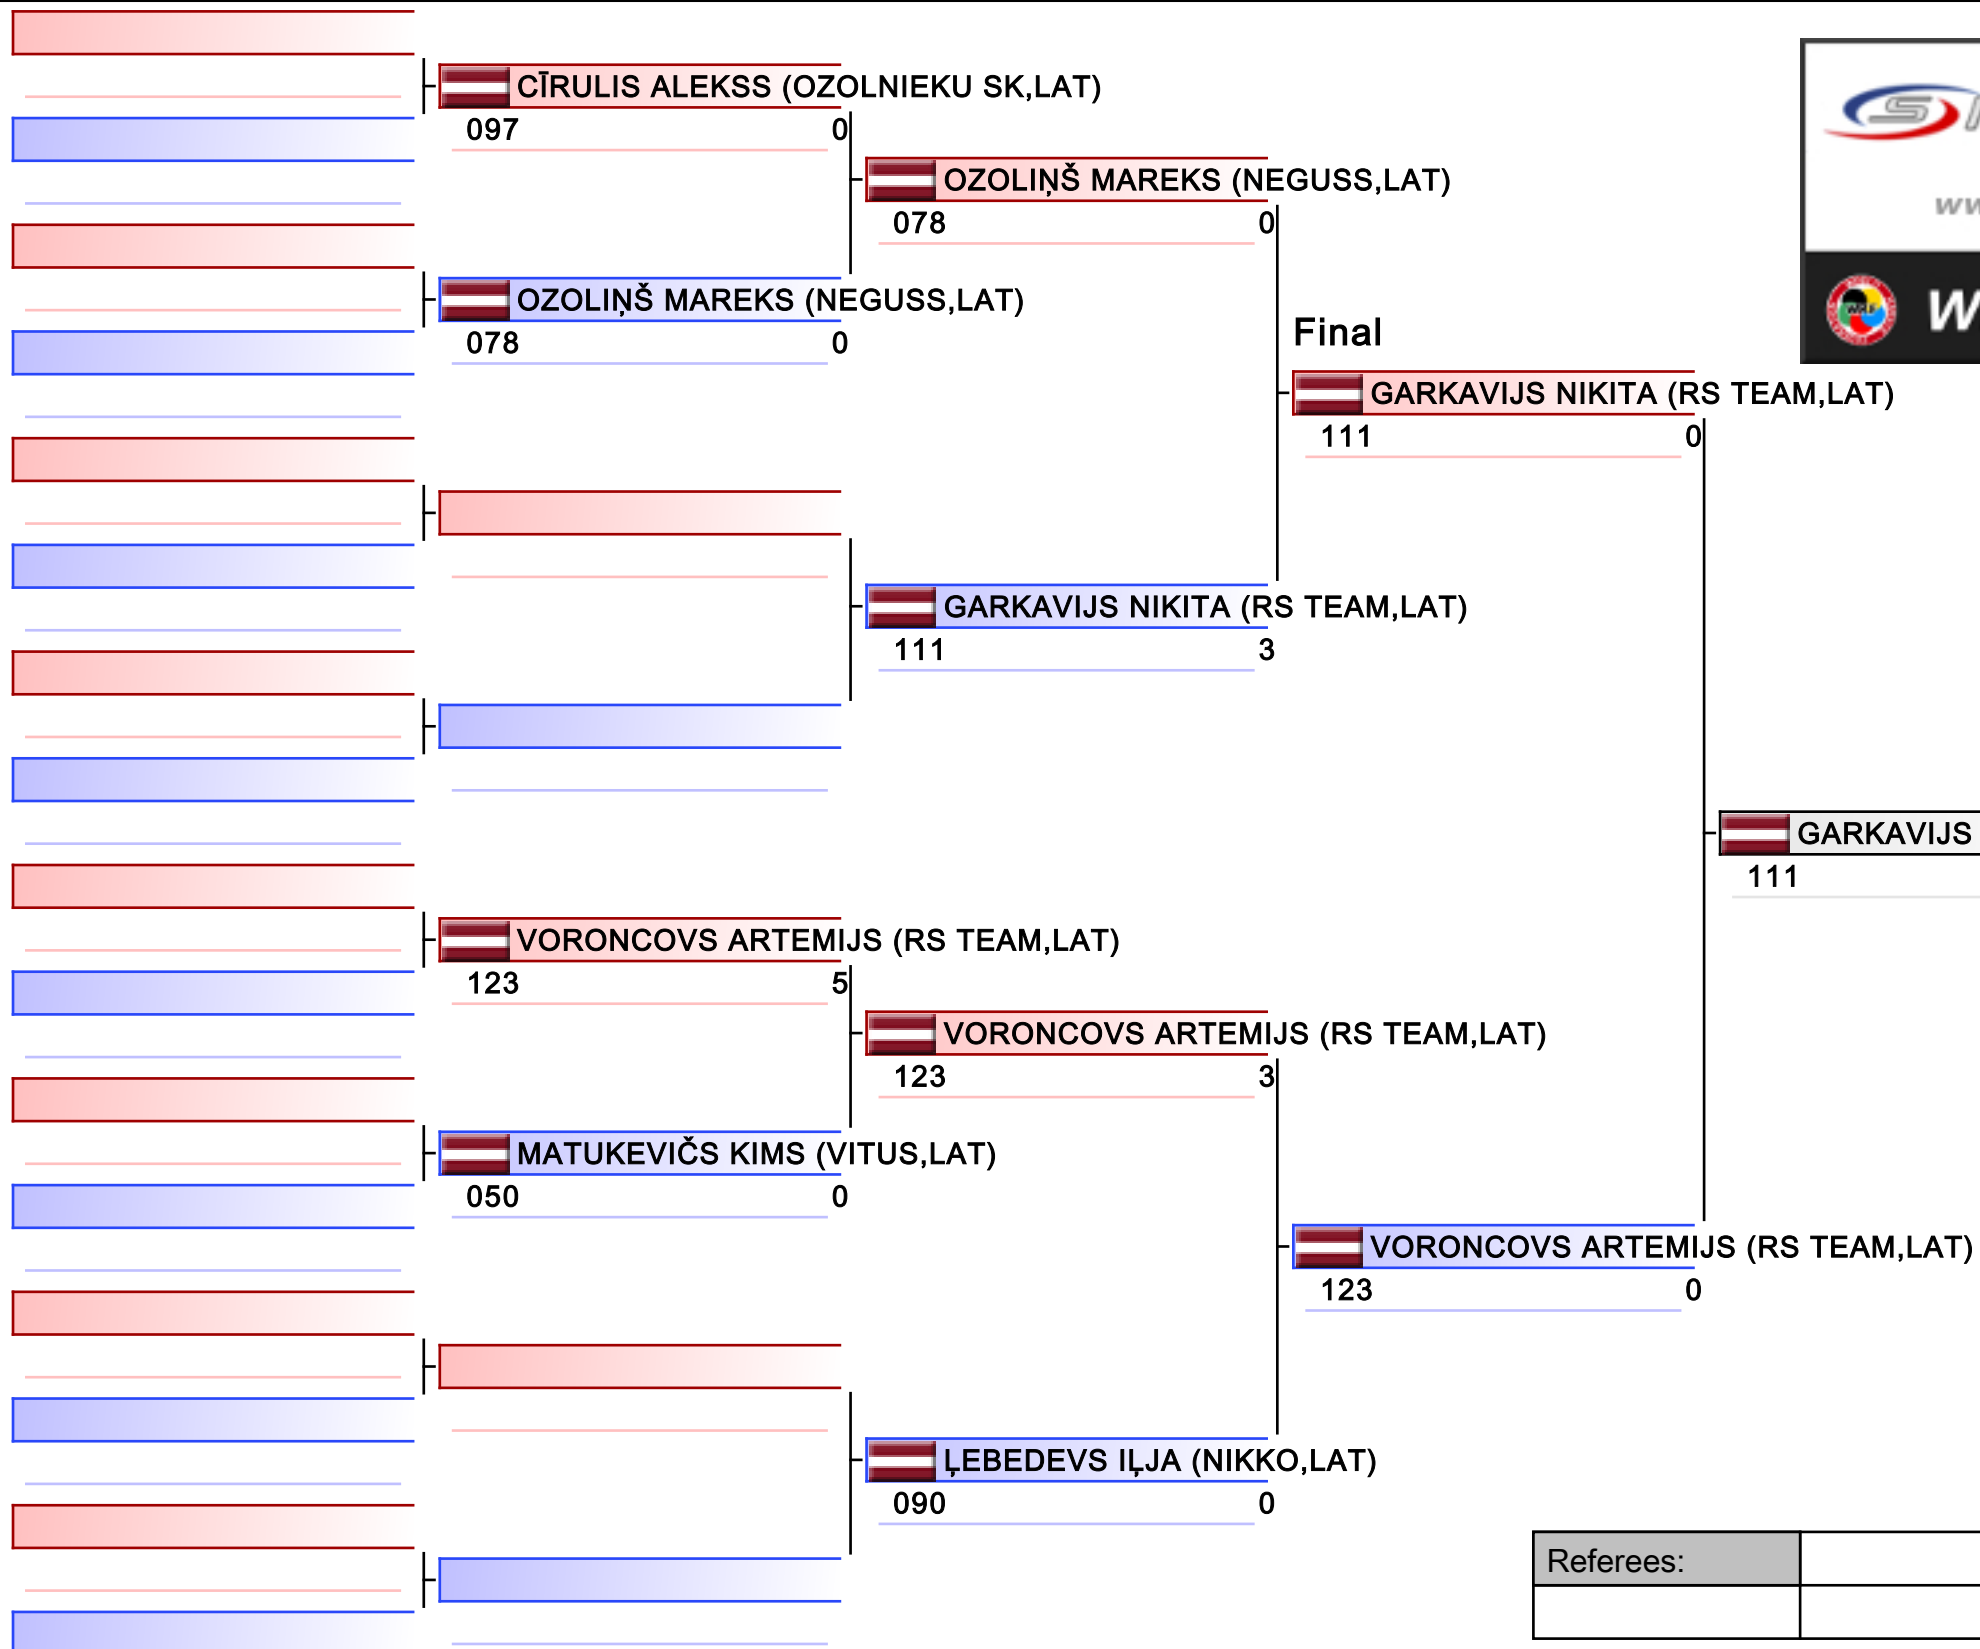 CĪRULIS ALEKSS (OZOLNIEKU SK,LAT)
097 0
OZOLIŅŠ MAREKS (NEGUSS,LAT)
078 0
OZOLIŅŠ MAREKS (NEGUSS,LAT)
078 0
Final
GARKAVIJS NIKITA (RS TEAM,LAT)
111 0
GARKAVIJS NIKITA (RS TEAM,LAT)
111 3
GARKAVIJS
111
VORONCOVS ARTEMIJS (RS TEAM,LAT)
123 5
VORONCOVS ARTEMIJS (RS TEAM,LAT)
123 3
MATUKEVIČS KIMS (VITUS,LAT)
050 0
VORONCOVS ARTEMIJS (RS TEAM,LAT)
123 0
ĻEBEDEVS IĻJA (NIKKO,LAT)
090 0
Referees: